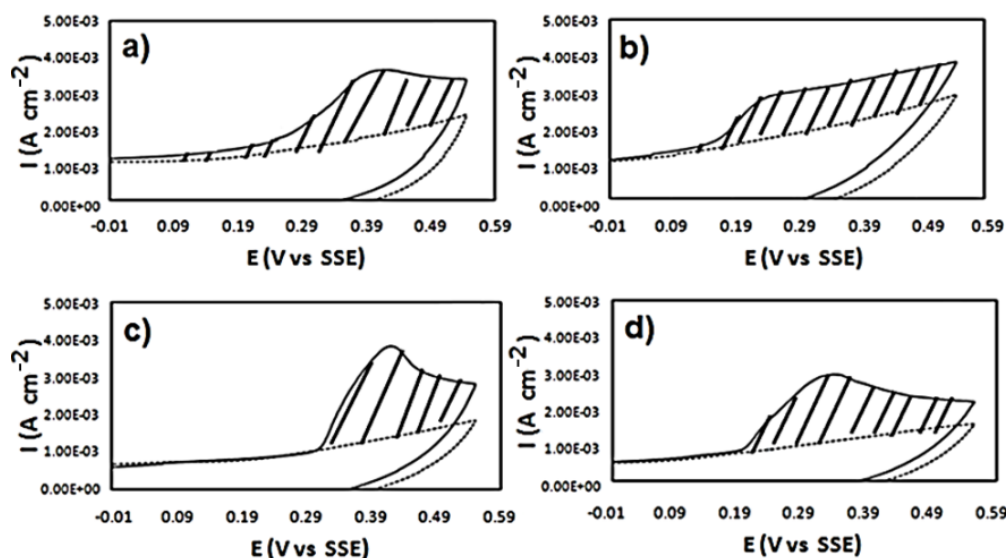 a)
5.00E-03
4.00E-03
3.00E-03
2.00E-03
1.00E-03
0.00E+00
I (A cm⁻²)
-0.01 0.09 0.19 0.29 0.39 0.49 0.59
E (V vs SSE)
b)
5.00E-03
4.00E-03
3.00E-03
2.00E-03
1.00E-03
0.00E+00
I (A cm⁻²)
-0.01 0.09 0.19 0.29 0.39 0.49 0.59
E (V vs SSE)
c)
5.00E-03
4.00E-03
3.00E-03
2.00E-03
1.00E-03
0.00E+00
I (A cm⁻²)
-0.01 0.09 0.19 0.29 0.39 0.49 0.59
E (V vs SSE)
d)
5.00E-03
4.00E-03
3.00E-03
2.00E-03
1.00E-03
0.00E+00
I (A cm⁻²)
-0.01 0.09 0.19 0.29 0.39 0.49 0.59
E (V vs SSE)